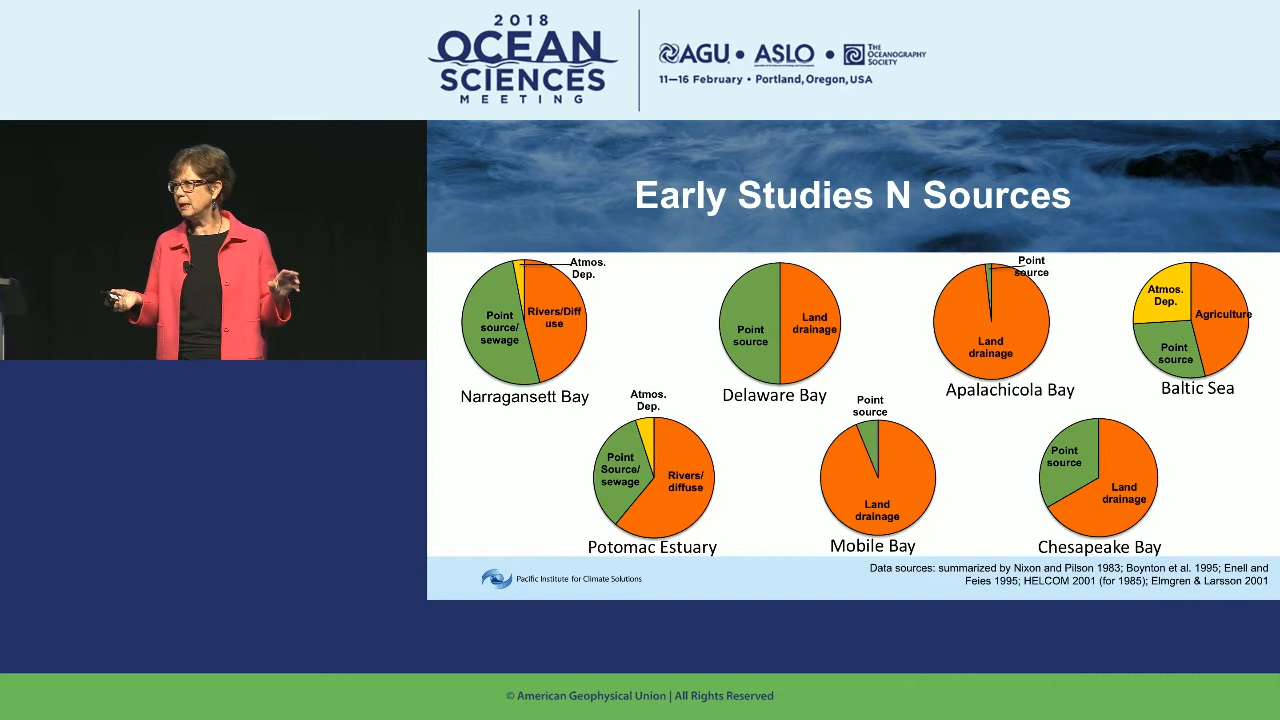 2018
OCEAN
SCIENCES
MEETING
AGU • ASLO • THE
OCEANOGRAPHY
SOCIETY
11—16 February • Portland, Oregon, USA
Early Studies N Sources
Atmos.
Dep.
Point
source/
sewage
Rivers/Diff
use
Narragansett Bay
Point
source
Land
drainage
Delaware Bay
Point
source
Land
drainage
Apalachicola Bay
Atmos.
Dep.
Agriculture
Point
source
Baltic Sea
Atmos.
Dep.
Point
Source/
sewage
Rivers/
diffuse
Potomac Estuary
Point
source
Land
drainage
Mobile Bay
Point
source
Land
drainage
Chesapeake Bay
Pacific Institute for Climate Solutions
Data sources: summarized by Nixon and Pilson 1983; Boynton et al. 1995; Enell and
Feies 1995; HELCOM 2001 (for 1985); Elmgren & Larsson 2001
© American Geophysical Union | All Rights Reserved